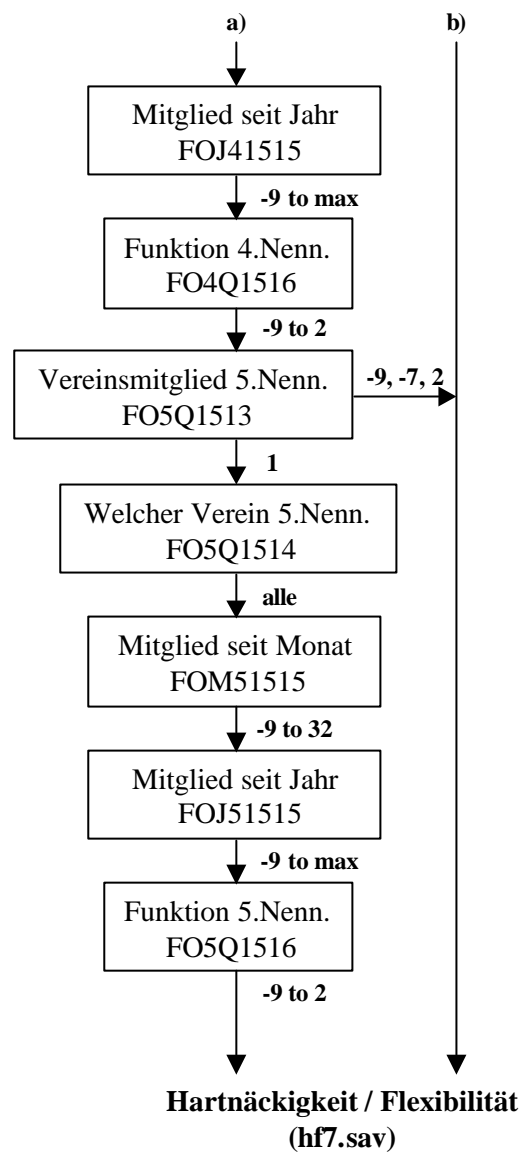 a) b)
Mitglied seit Jahr
FOJ41515
-9 to max
Funktion 4.Nenn.
FO4Q1516
-9 to 2
Vereinsmitglied 5.Nenn.
FO5Q1513
-9, -7, 2
1
Welcher Verein 5.Nenn.
FO5Q1514
alle
Mitglied seit Monat
FOM51515
-9 to 32
Mitglied seit Jahr
FOJ51515
-9 to max
Funktion 5.Nenn.
FO5Q1516
-9 to 2
Hartnäckigkeit / Flexibilität
(hf7.sav)